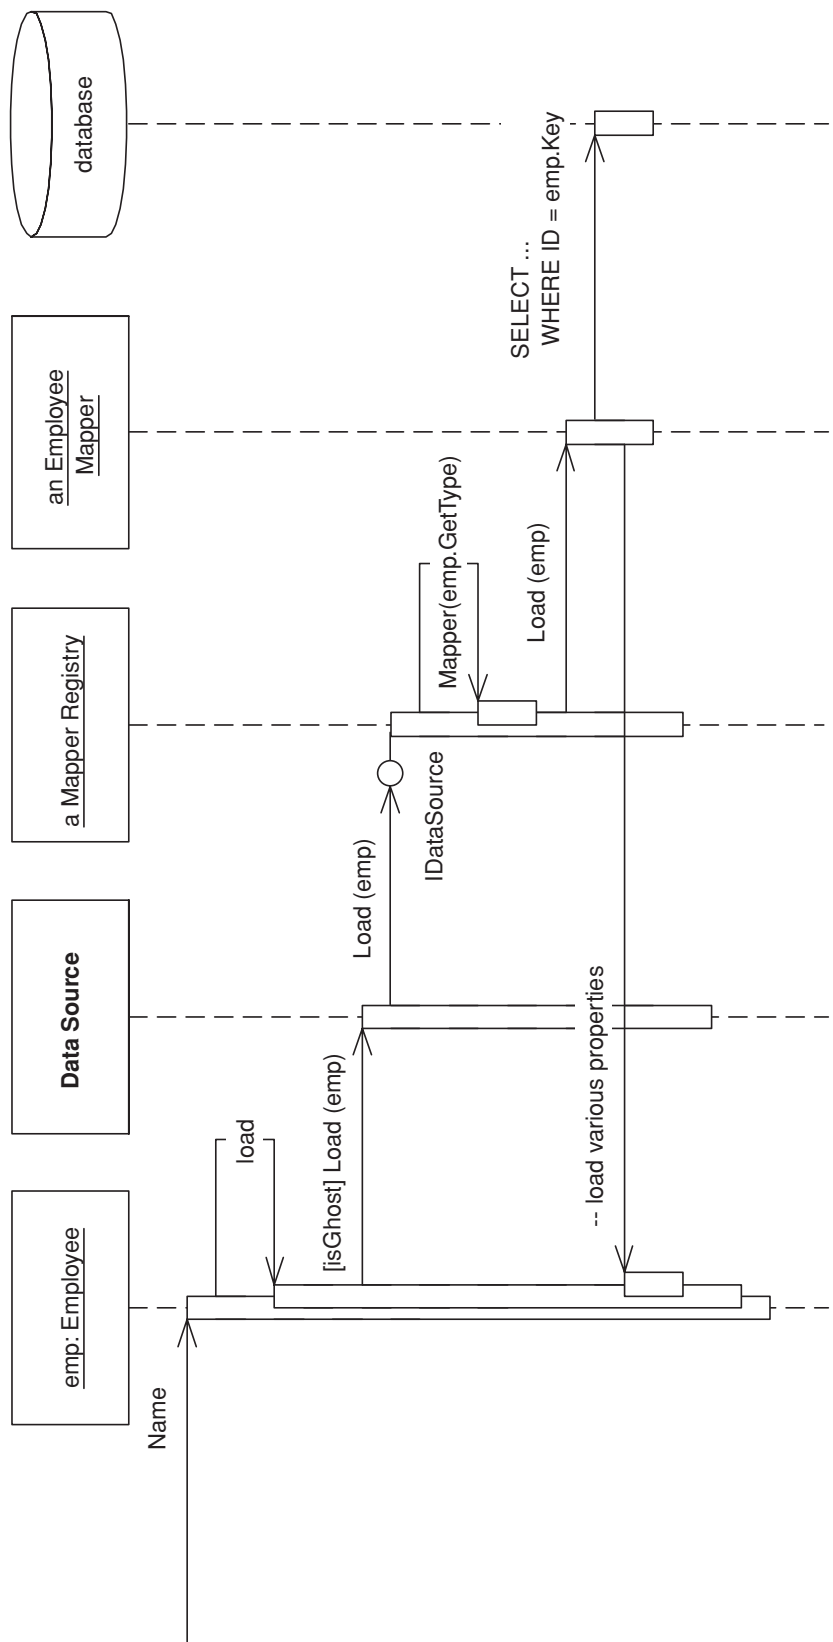 emp: Employee
Data Source
a Mapper Registry
an Employee
Mapper
database
Name
load
[isGhost] Load (emp)
Load (emp)
IDataSource
Mapper(emp.GetType)
Load (emp)
SELECT ...
WHERE ID = emp.Key
-- load various properties